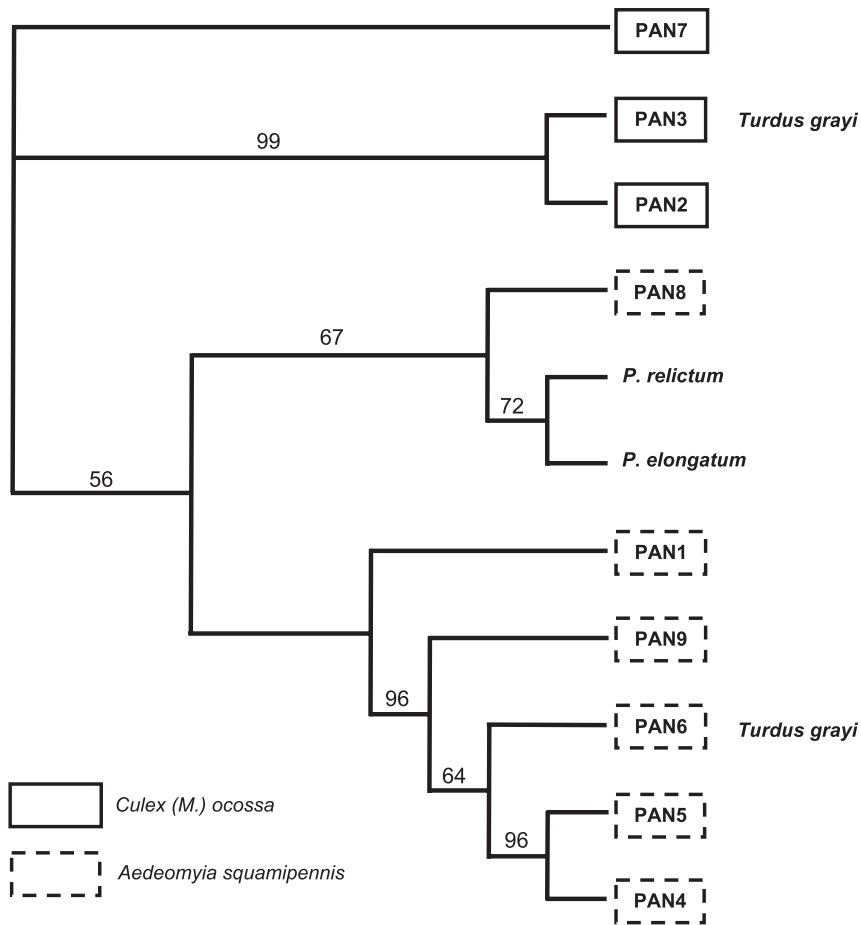 PAN7
99
PAN3 Turdus grayi
PAN2
67
PAN8
72
P. relictum
P. elongatum
56
PAN1
PAN9
96
PAN6 Turdus grayi
64
PAN5
96
PAN4
Culex (M.) ocossa
Aedeomyia squamipennis